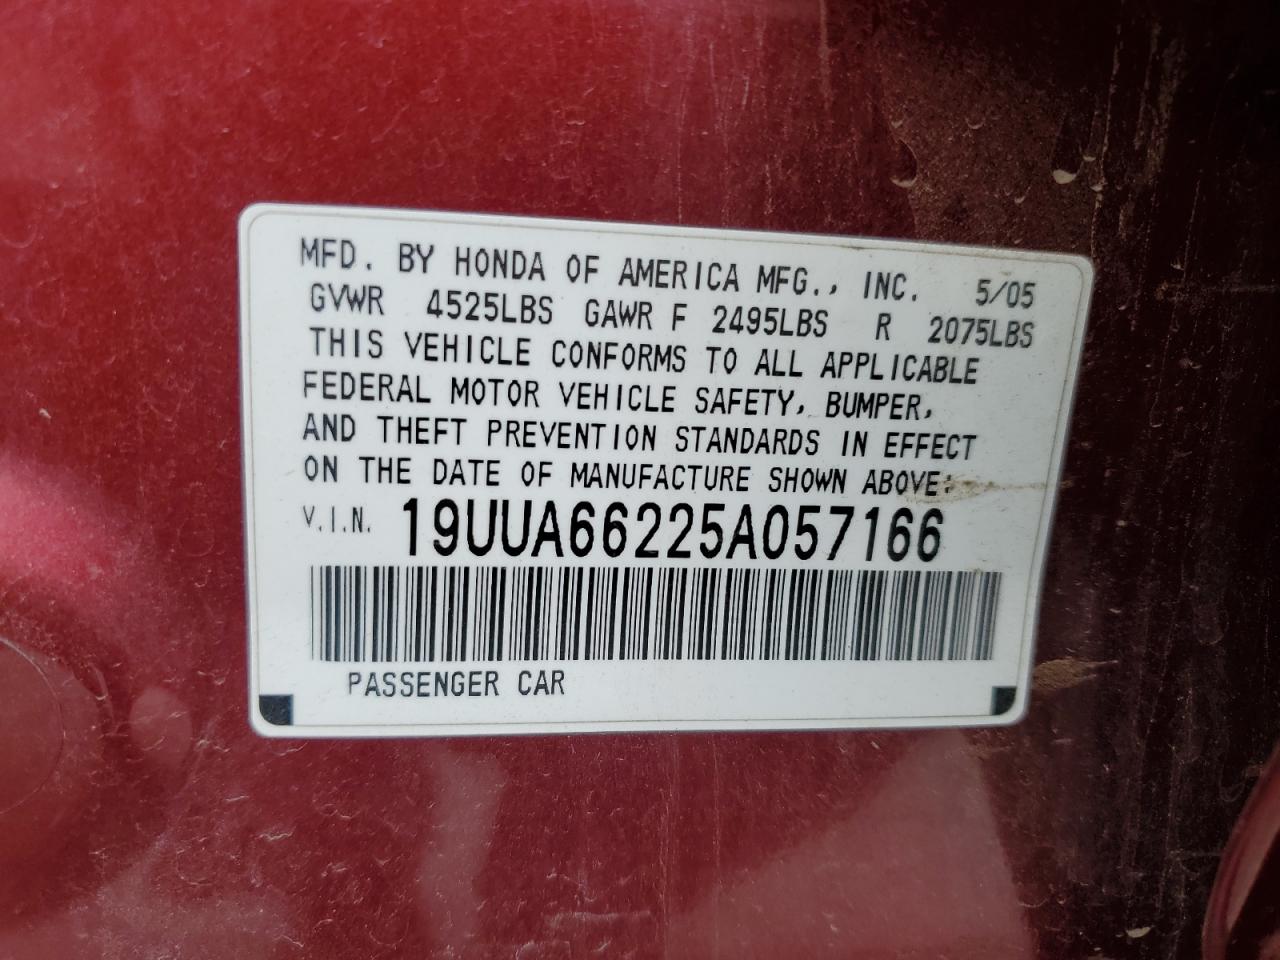 MFD. BY HONDA OF AMERICA MFG., INC. 5/05
GVWR 4525LBS GAWR F 2495LBS R 2075LBS
THIS VEHICLE CONFORMS TO ALL APPLICABLE
FEDERAL MOTOR VEHICLE SAFETY, BUMPER,
AND THEFT PREVENTION STANDARDS IN EFFECT
ON THE DATE OF MANUFACTURE SHOWN ABOVE:
V.I.N. 19UUA66225A057166
PASSENGER CAR